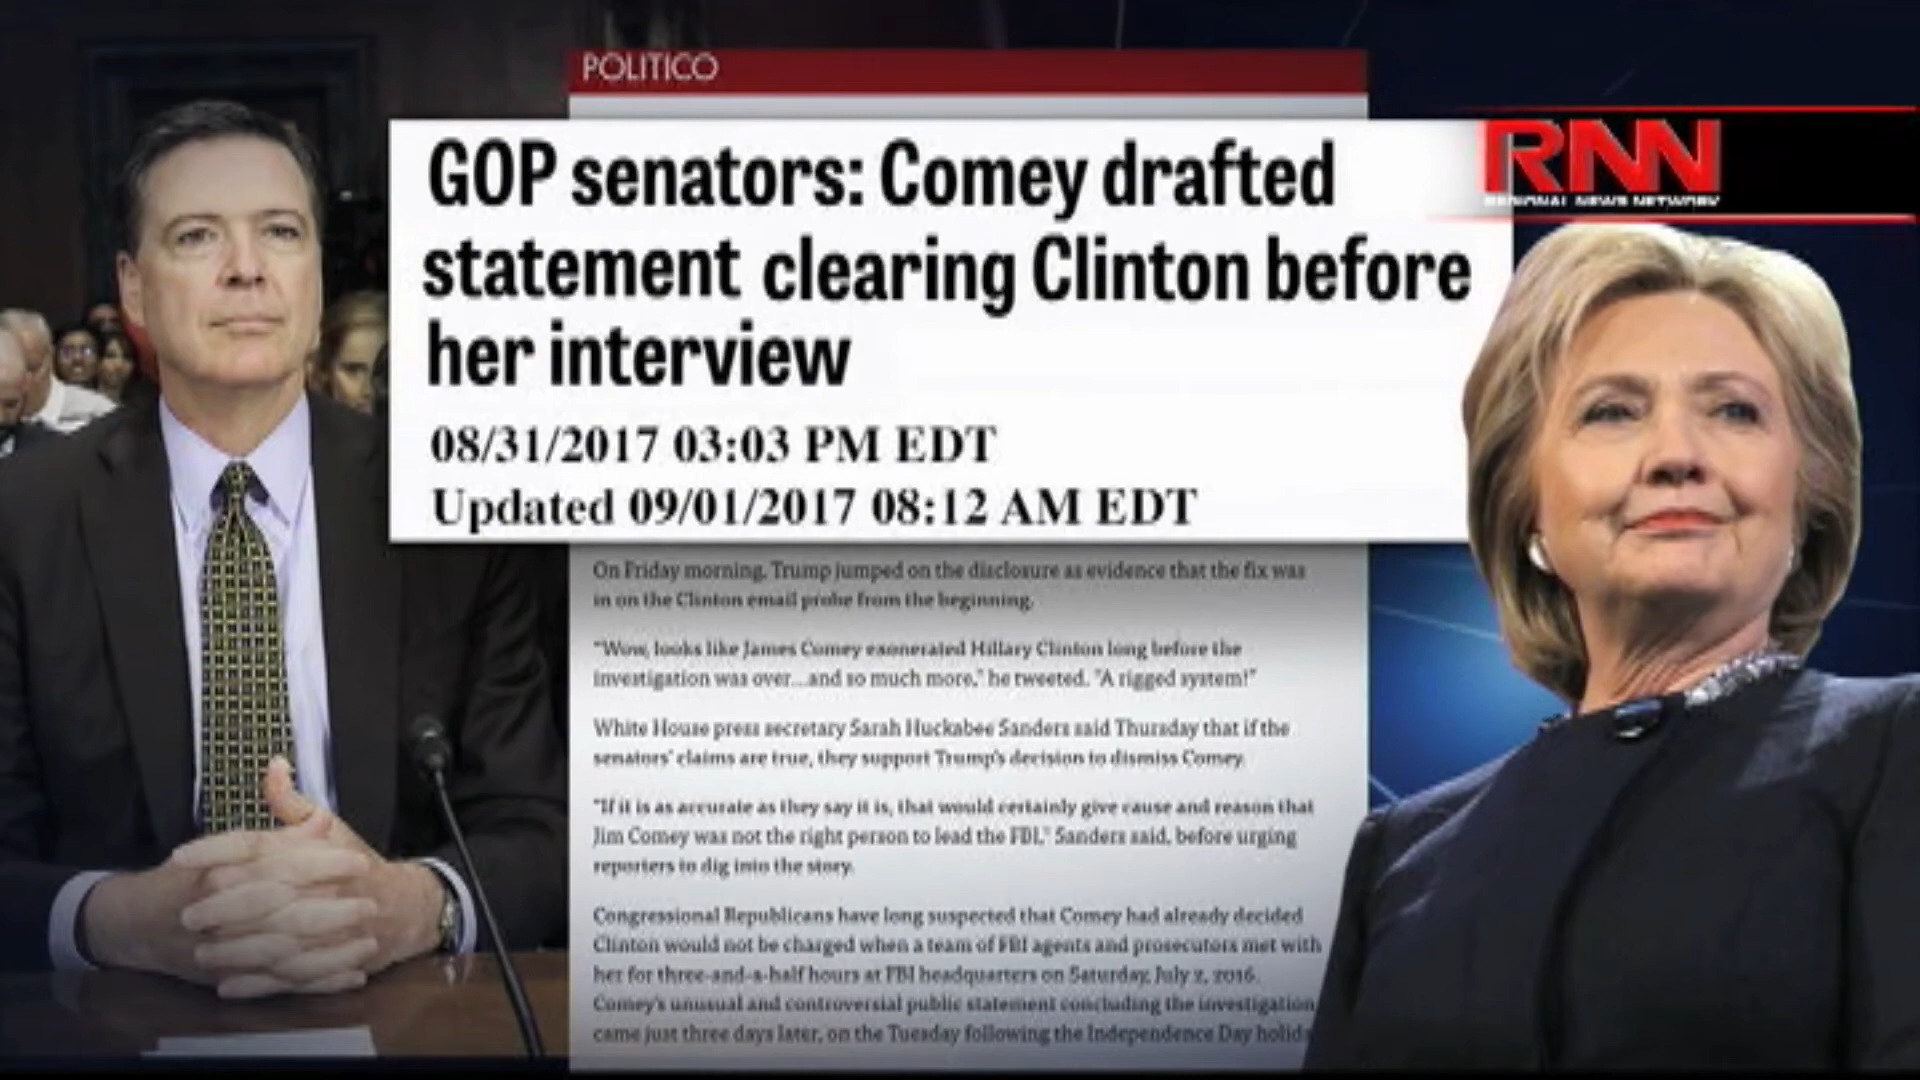 POLITICO
GOP senators: Comey drafted
statement clearing Clinton before
her interview
08/31/2017 03:03 PM EDT
Updated 09/01/2017 08:12 AM EDT
RNN
REGIONAL NEWS NETWORK
On Friday morning, Trump jumped on the disclosure as evidence that the fix was
in on the Clinton email probe from the beginning.
"Wow, looks like James Comey exonerated Hillary Clinton long before the
investigation was over...and so much more," he tweeted. "A rigged system!"
White House press secretary Sarah Huckabee Sanders said Thursday that if the
senators' claims are true, they support Trump's decision to dismiss Comey.
"If it is as accurate as they say it is, that would certainly give cause and reason that
Jim Comey was not the right person to lead the FBI," Sanders said, before urging
reporters to dig into the story.
Congressional Republicans have long suspected that Comey had already decided
Clinton would not be charged when a team of FBI agents and prosecutors met with
her for three-and-a-half hours at FBI headquarters on Saturday, July 2, 2016.
Comey's unusual and controversial public statement concluding the investigation
came just three days later, on the Tuesday following the Independence Day holid